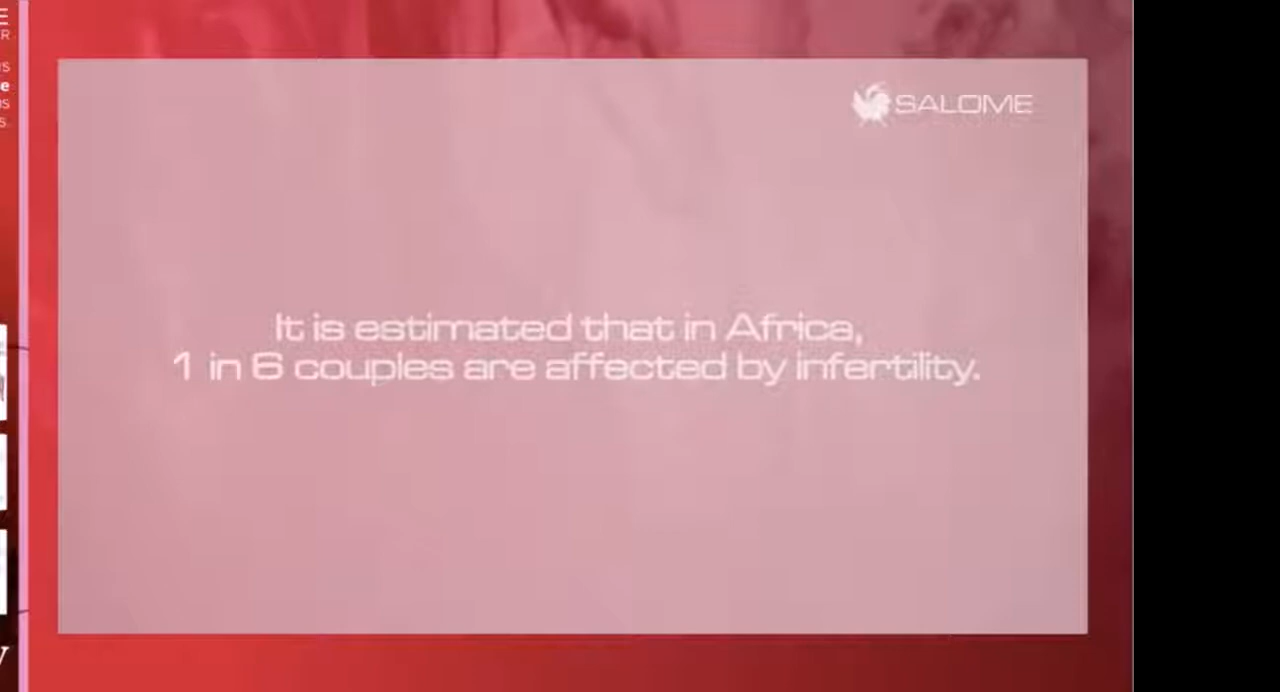 SALOME
It is estimated that in Africa,
1 in 6 couples are affected by infertility.